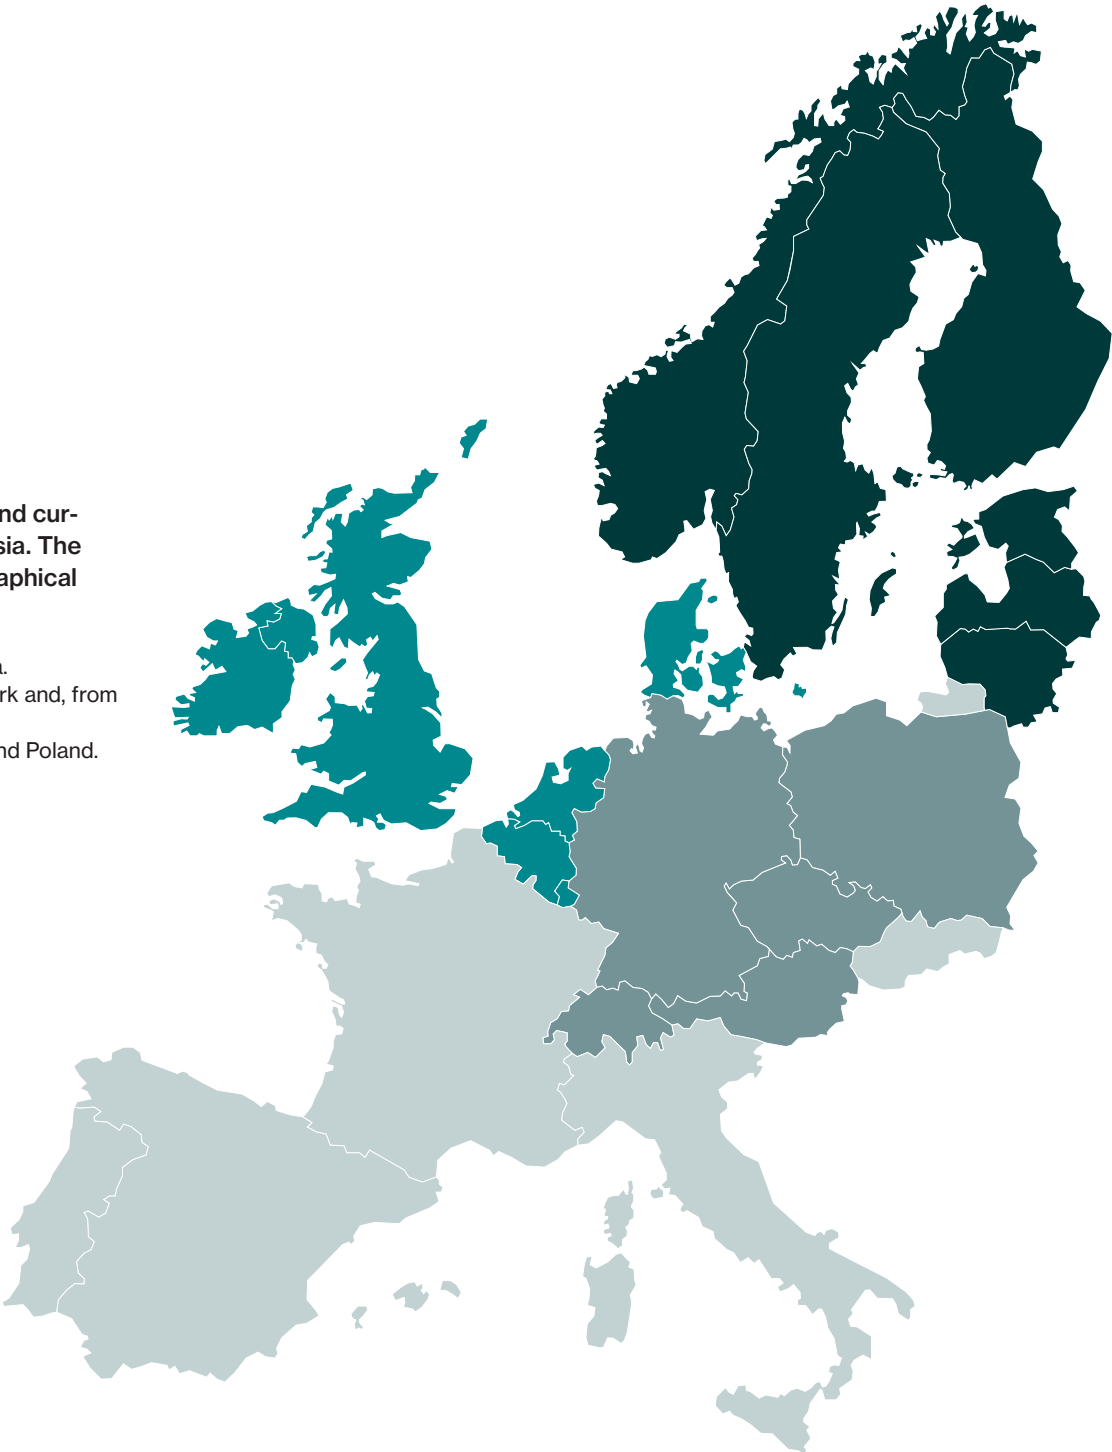 nd cur-
sia. The
aphical
a.
rk and, from
nd Poland.